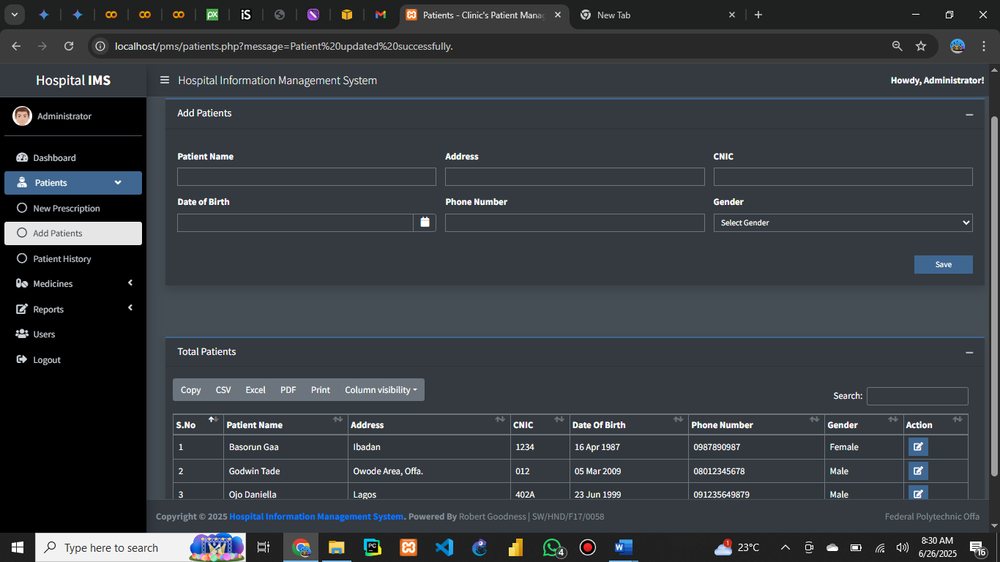 PX
iS
Patients - Clinic's Patient Manag
New Tab
localhost/pms/patients.php?message=Patient%20updated%20successfully.
Hospital IMS
Hospital Information Management System
Howdy, Administrator!
Administrator
Dashboard
Patients
New Prescription
Add Patients
Patient History
Medicines
Reports
Users
Logout
Add Patients
Patient Name Address CNIC
Date of Birth Phone Number Gender
Select Gender
Save
Total Patients
Copy CSV Excel PDF Print Column visibility
Search:
S.No Patient Name Address CNIC Date Of Birth Phone Number Gender Action
1 Basorun Gaa Ibadan 1234 16 Apr 1987 0987890987 Female
2 Godwin Tade Owode Area, Offa. 012 05 Mar 2009 08012345678 Male
3 Ojo Daniella Lagos 402A 23 Jun 1999 091235649879 Male
Copyright © 2025 Hospital Information Management System. Powered By Robert Goodness | SW/HND/F17/0058
Federal Polytechnic Offa
Type here to search
PC
4
W
1
23°C
8:30 AM
6/26/2025
16